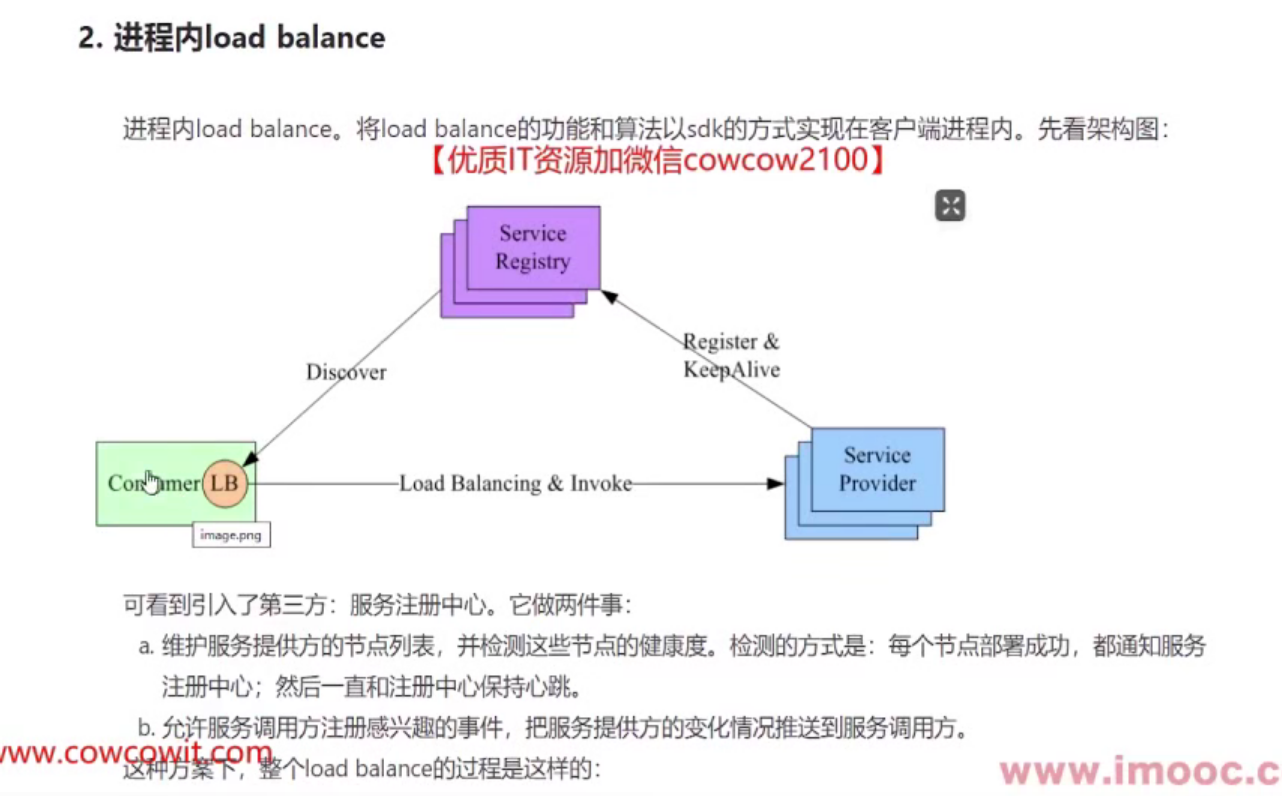 2. 进程内load balance
进程内load balance。将load balance的功能和算法以sdk的方式实现在客户端进程内。先看架构图：
【优质IT资源加微信cowcow2100】
Service
Registry
Register &
KeepAlive
Discover
Service
Provider
Consumer
LB
Load Balancing & Invoke
image.png
可看到引入了第三方：服务注册中心。它做两件事：
a. 维护服务提供方的节点列表，并检测这些节点的健康度。检测的方式是：每个节点部署成功，都通知服务
注册中心；然后一直和注册中心保持心跳。
b. 允许服务调用方注册感兴趣的事件，把服务提供方的变化情况推送到服务调用方。
www.cowcowit.com
这种方案下，整个load balance的过程是这样的：
www.imooc.c